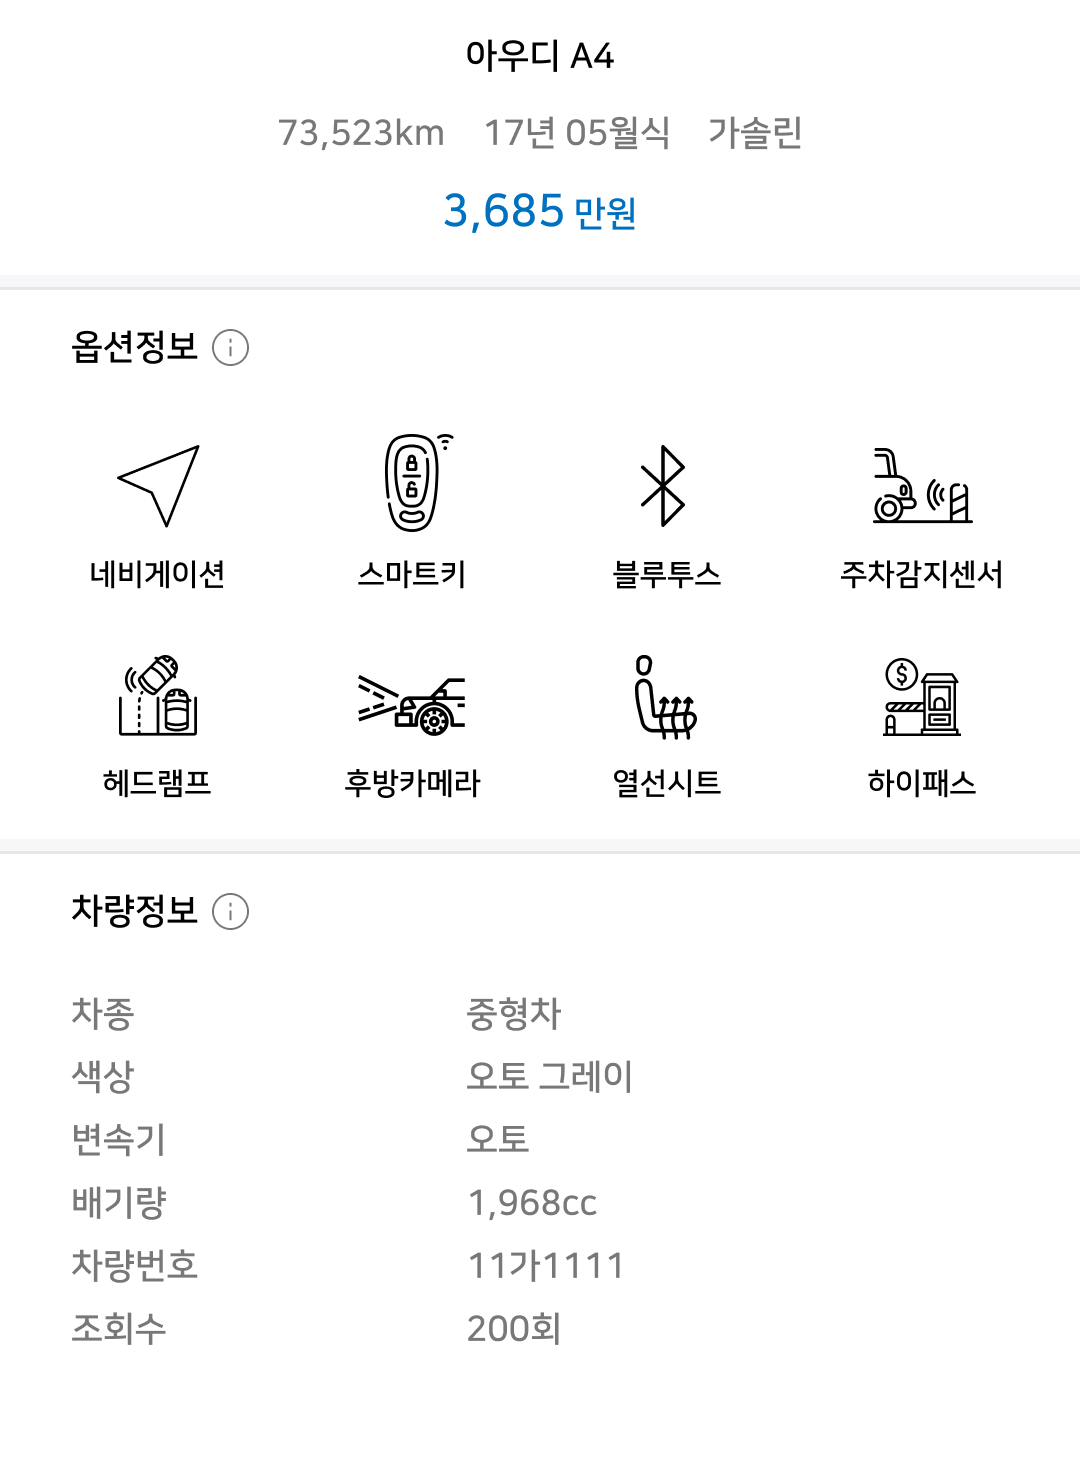 아우디 A4
73,523km 17년 05월식 가솔린
3,685 만원
옵션정보
네비게이션 스마트키 블루투스 주차감지센서
헤드램프 후방카메라 열선시트 하이패스
차량정보
차종 중형차
색상 오토 그레이
변속기 오토
배기량 1,968cc
차량번호 11가1111
조회수 200회